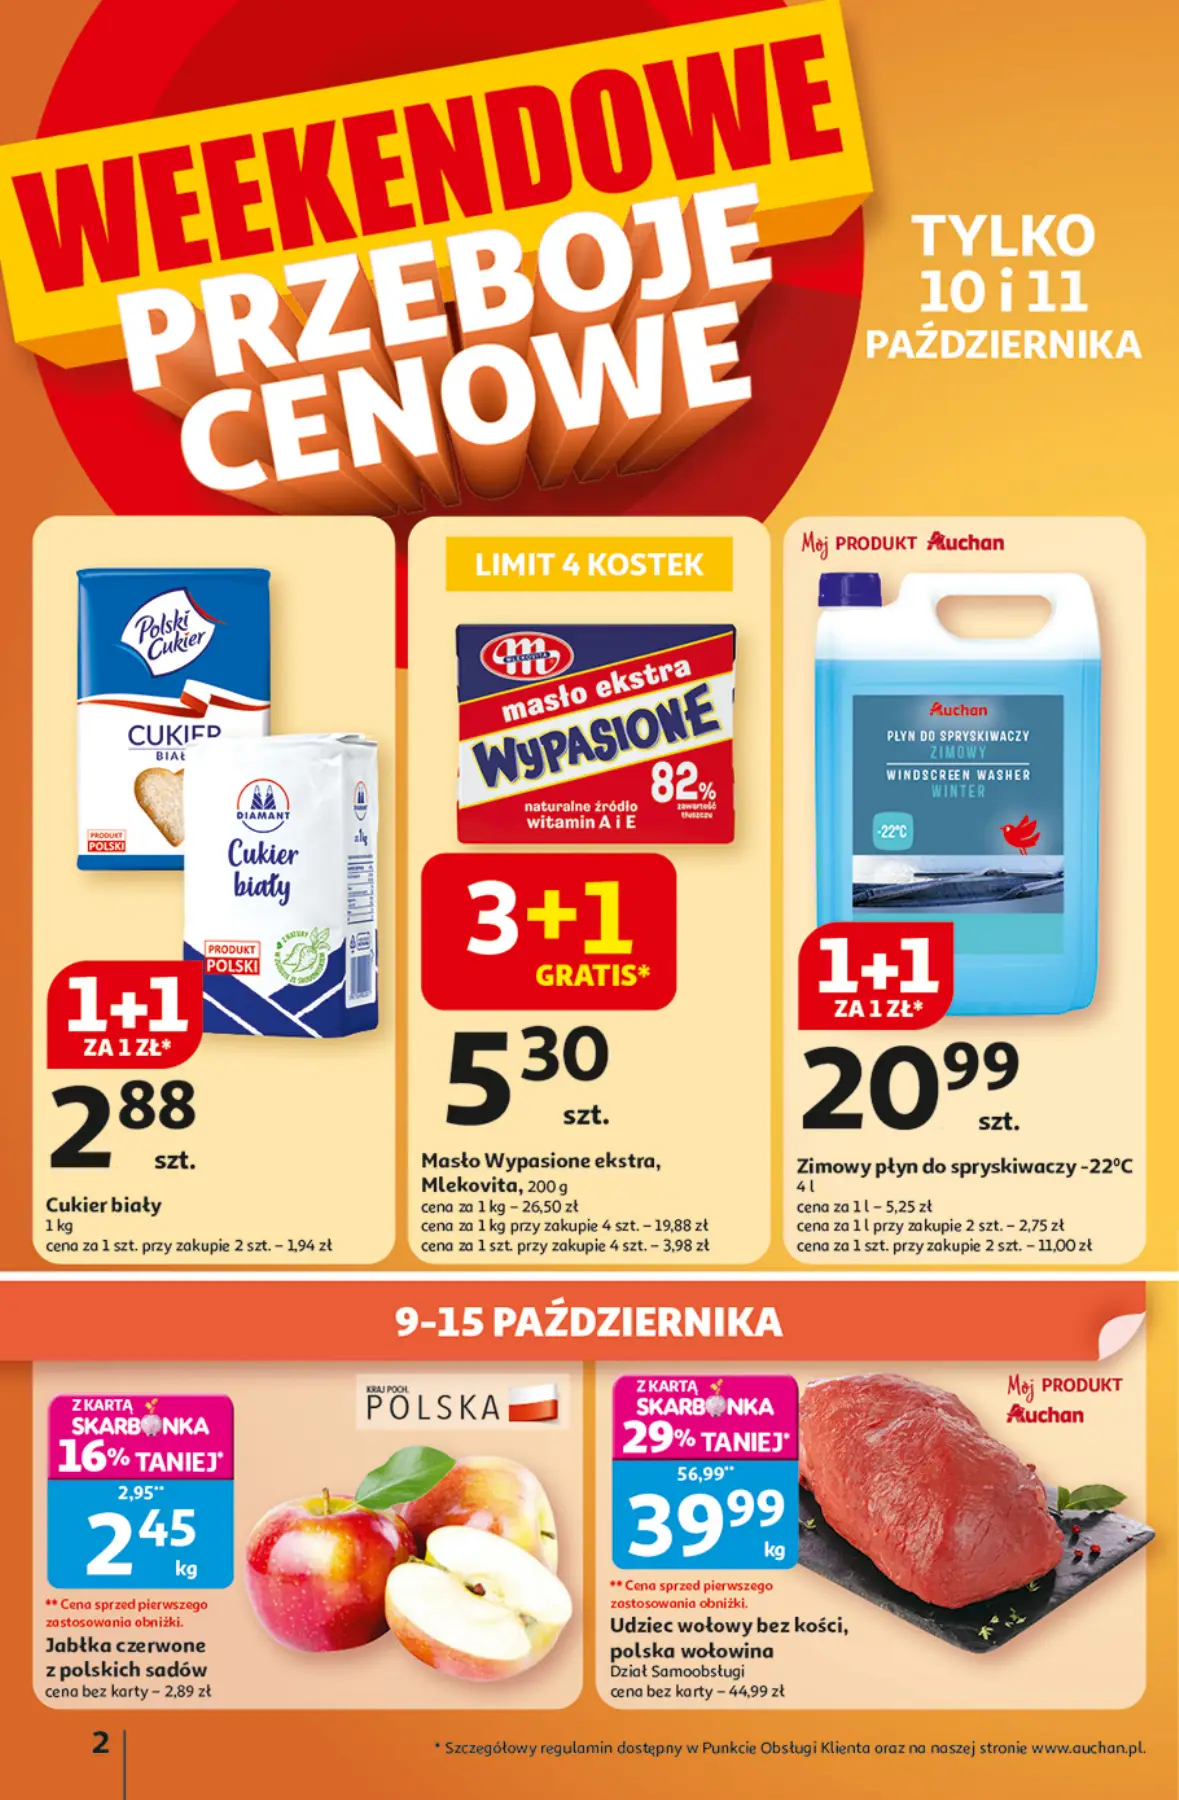 WEEKENDOWE
PRZEBOJE
CENOWE
TYLKO
10 i 11
PAŹDZIERNIKA
Polski
Cukier
CUKIER
BIAŁ
PRODUKT
POLSKI
DIAMANT
Cukier
biały
1kg
PRODUKT
POLSKI
1+1
ZA 1 ZŁ*
2 88
szt.
Cukier biały
1 kg
cena za 1 szt. przy zakupie 2 szt. – 1,94 zł
LIMIT 4 KOSTEK
MLEKOVITA
masło ekstra
WYPASIONE
82%
zawartość
tłuszczu
naturalne źródło
witamin A i E
3+1
GRATIS*
5 30
szt.
Masło Wypasione ekstra,
Mlekovita, 200 g
cena za 1 kg – 26,50 zł
cena za 1 kg przy zakupie 4 szt. – 19,88 zł
cena za 1 szt. przy zakupie 4 szt. – 3,98 zł
Mój PRODUKT Auchan
Auchan
PŁYN DO SPRYSKIWACZY
ZIMOWY
WINDSCREEN WASHER
WINTER
-22°C
1+1
ZA 1 ZŁ*
20 99
szt.
Zimowy płyn do spryskiwaczy -22°C
4 l
cena za 1 l – 5,25 zł
cena za 1 l przy zakupie 2 szt. – 2,75 zł
cena za 1 szt. przy zakupie 2 szt. – 11,00 zł
9-15 PAŹDZIERNIKA
Z KARTĄ
SKARBONKA
16% TANIEJ*
2,95**
2 45
kg
** Cena sprzed pierwszego
zastosowania obniżki.
Jabłka czerwone
z polskich sadów
cena bez karty – 2,89 zł
KRAJ POCH.
POLSKA
Z KARTĄ
SKARBONKA
29% TANIEJ*
56,99**
39 99
kg
** Cena sprzed pierwszego
zastosowania obniżki.
Udziec wołowy bez kości,
polska wołowina
Dział Samoobsługi
cena bez karty – 44,99 zł
Mój PRODUKT
Auchan
2
* Szczegółowy regulamin dostępny w Punkcie Obsługi Klienta oraz na naszej stronie www.auchan.pl.